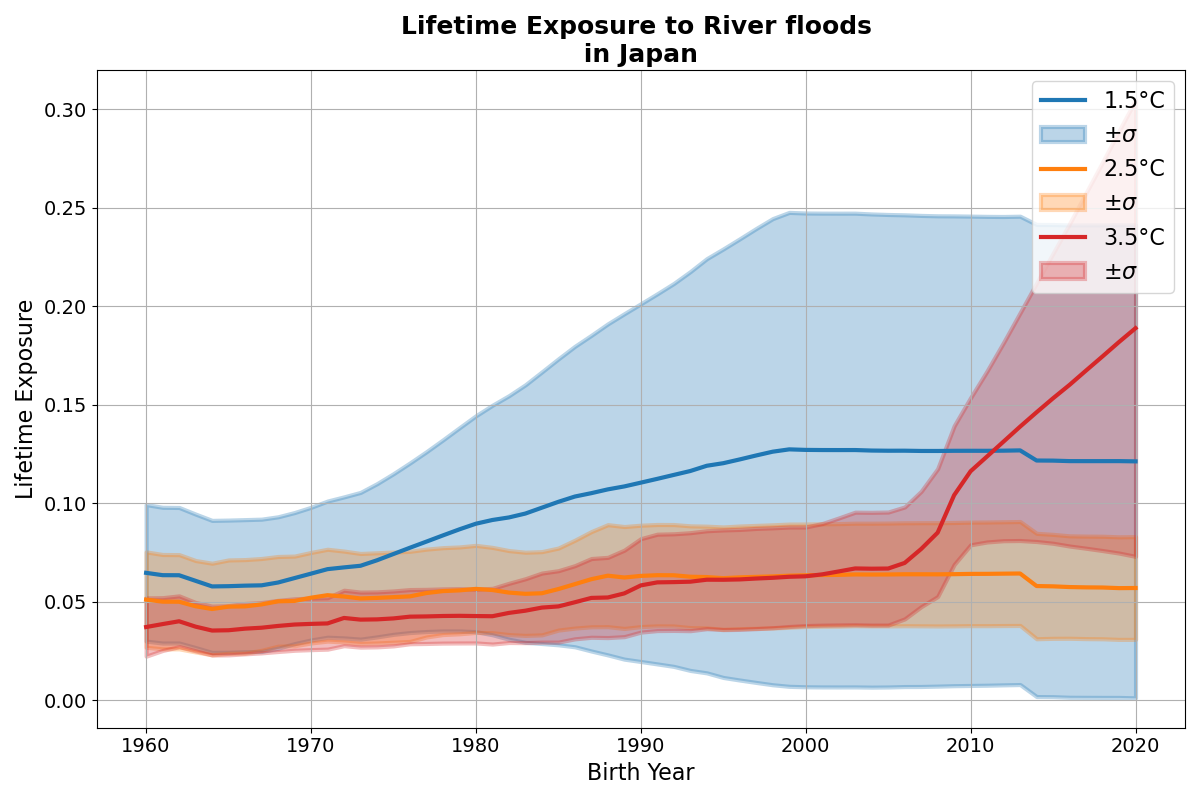 Lifetime Exposure to River floods
in Japan
1.5°C
±σ
2.5°C
±σ
3.5°C
±σ
Lifetime Exposure
0.30
0.25
0.20
0.15
0.10
0.05
0.00
1960 1970 1980 1990 2000 2010 2020
Birth Year